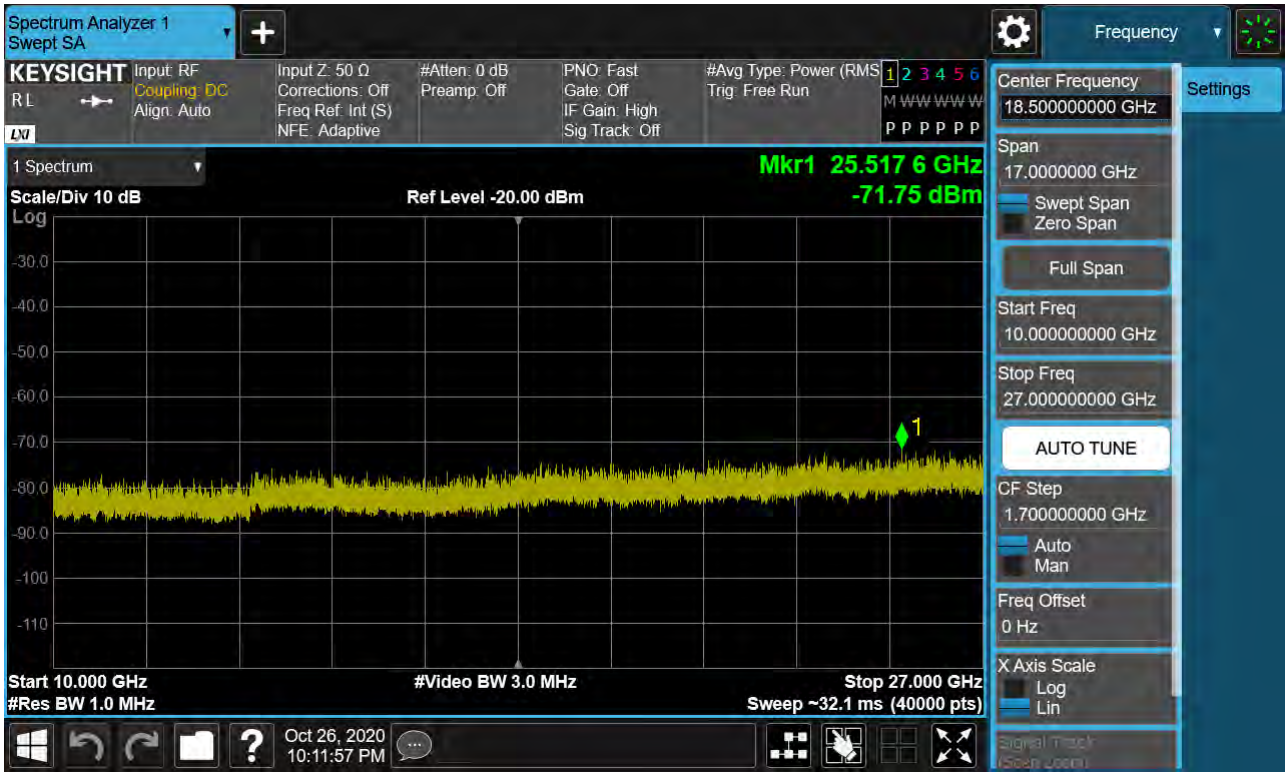 Spectrum Analyzer 1
Swept SA
+
Frequency
KEYSIGHT
RL
LXI
Input: RF
Coupling: DC
Align: Auto
Input Z: 50 Ω
Corrections: Off
Freq Ref: Int (S)
NFE: Adaptive
#Atten: 0 dB
Preamp: Off
PNO: Fast
Gate: Off
IF Gain: High
Sig Track: Off
#Avg Type: Power (RMS
Trig: Free Run
1 2 3 4 5 6
M W W W W W
P P P P P P
1 Spectrum
Scale/Div 10 dB
Ref Level -20.00 dBm
Mkr1 25.517 6 GHz
-71.75 dBm
Log
-30.0
-40.0
-50.0
-60.0
-70.0
-80.0
-90.0
-100
-110
1
Start 10.000 GHz
#Video BW 3.0 MHz
Stop 27.000 GHz
#Res BW 1.0 MHz
Sweep ~32.1 ms (40000 pts)
?
Oct 26, 2020
10:11:57 PM
Center Frequency
18.500000000 GHz
Span
17.0000000 GHz
Swept Span
Zero Span
Full Span
Start Freq
10.000000000 GHz
Stop Freq
27.000000000 GHz
AUTO TUNE
CF Step
1.700000000 GHz
Auto
Man
Freq Offset
0 Hz
X Axis Scale
Log
Lin
Signal Track
(Span Zoom)
Settings